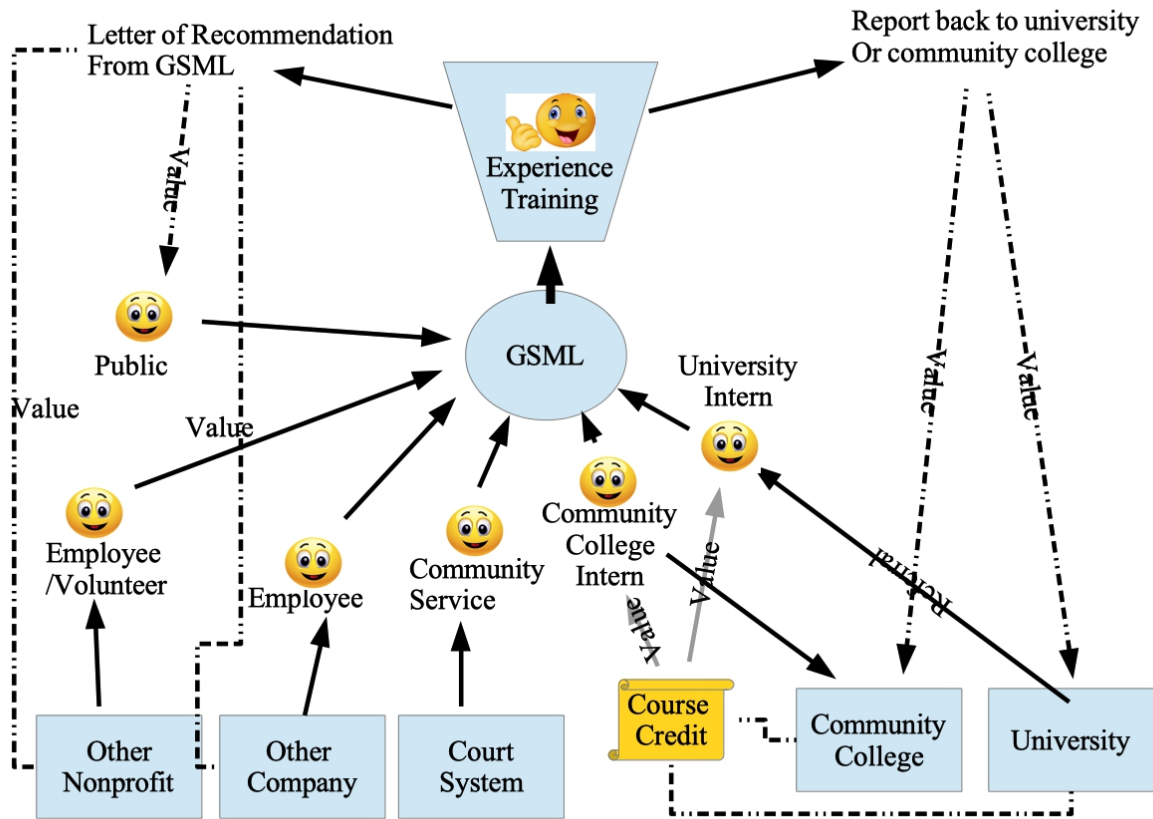 Letter of Recommendation
From GSML
Report back to university
Or community college
Experience
Training
Value
Public
GSML
University
Intern
Value
Value
Value
Value
Employee
/Volunteer
Employee
Community
Service
Community
College
Intern
Value
Value
Referral
Other
Nonprofit
Other
Company
Court
System
Course
Credit
Community
College
University